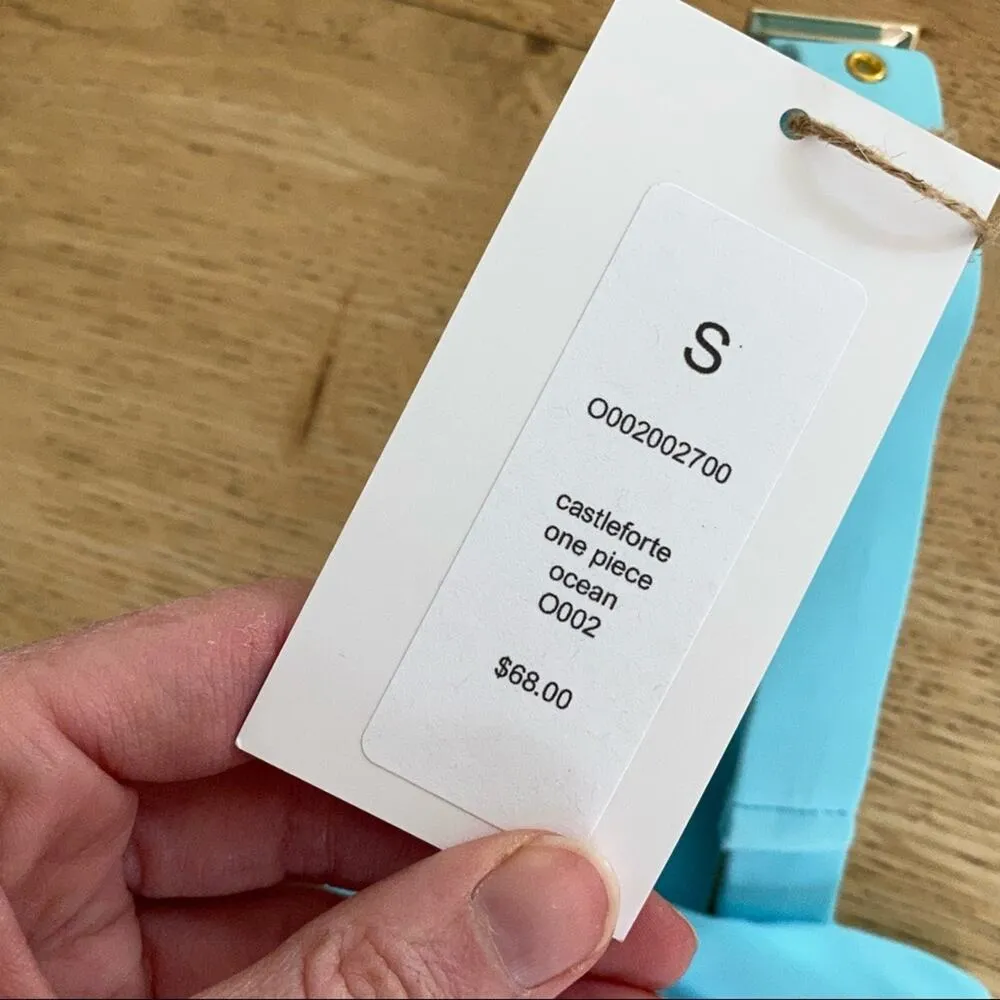 S
O002002700
castleforte
one piece
ocean
O002
$68.00